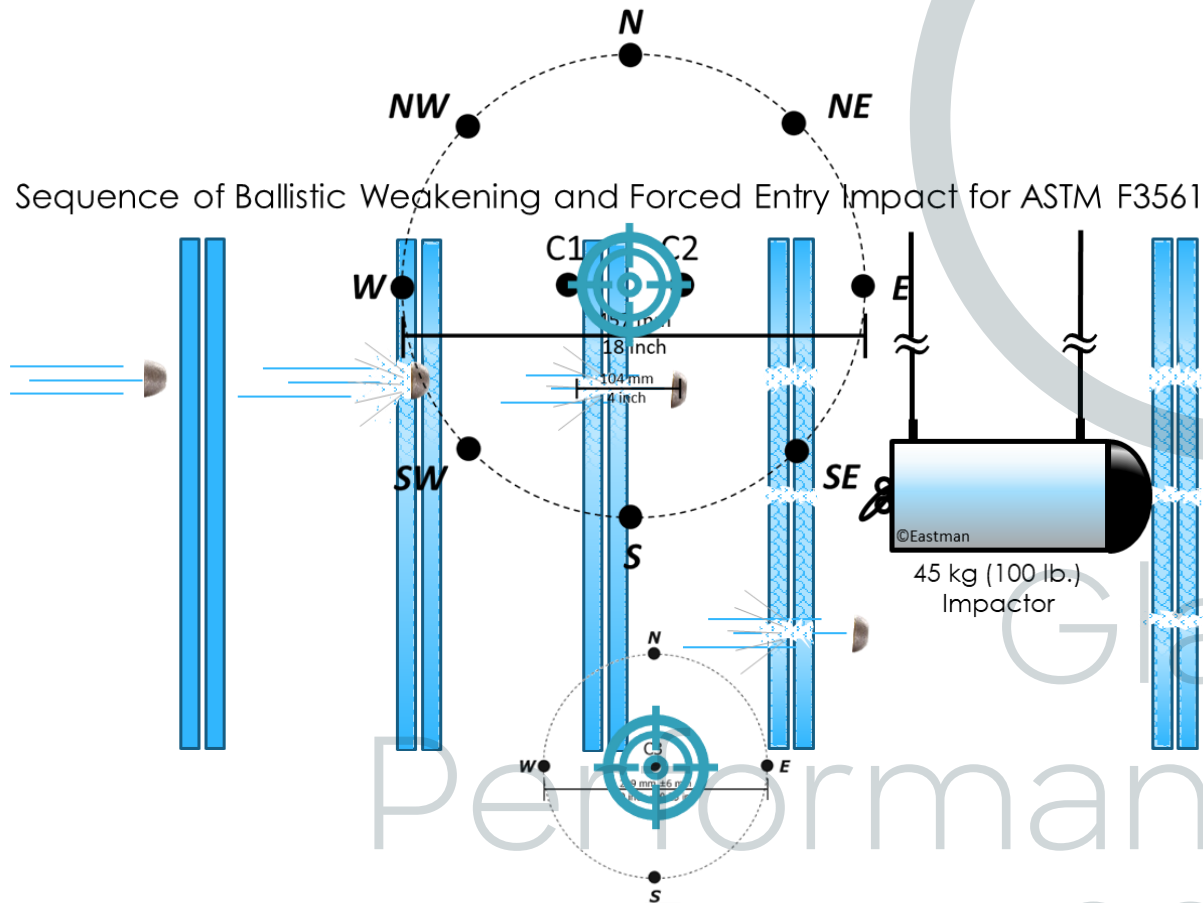 N
NW
NE
Sequence of Ballistic Weakening and Forced Entry Impact for ASTM F3561
C1
C2
W
E
18 inch
104 mm
4 inch
SW
SE
©Eastman
S
45 kg (100 lb.)
Impactor
N
C3
W
E
Performan
S